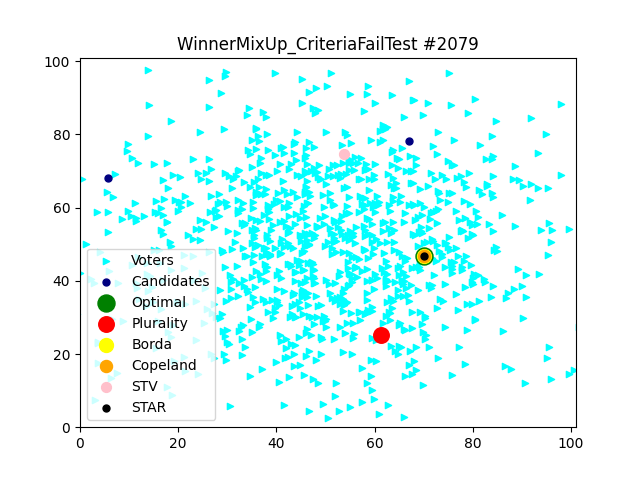 WinnerMixUp_CriteriaFailTest #2079
100
80
60
40
20
0
0 20 40 60 80 100
Voters
Candidates
Optimal
Plurality
Borda
Copeland
STV
STAR